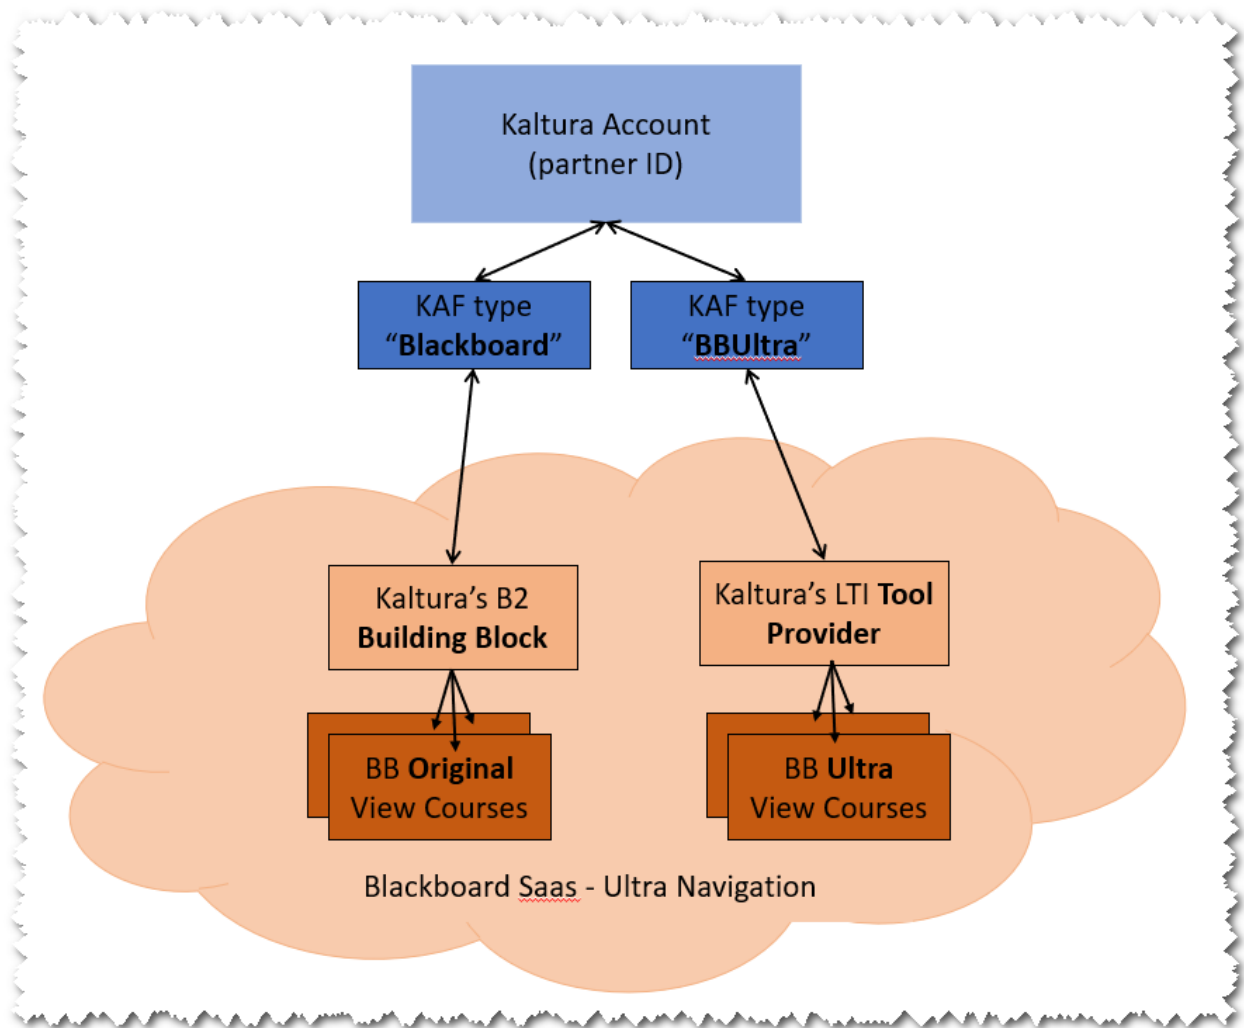 Kaltura Account
(partner ID)
KAF type
“Blackboard”
KAF type
“BBUltra”
Kaltura’s B2
Building Block
Kaltura’s LTI Tool
Provider
BB Original
View Courses
BB Ultra
View Courses
Blackboard Saas - Ultra Navigation